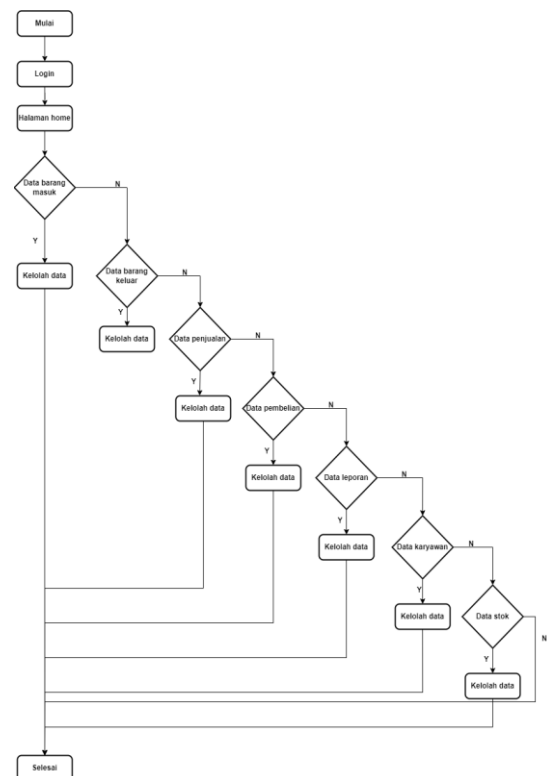 Mulai
Login
Halaman home
Data barang
masuk
N
Y
Kelolah data
Data barang
keluar
N
Y
Kelolah data
Data penjualan
N
Y
Kelolah data
Data pembelian
N
Y
Kelolah data
Data leporan
N
Y
Kelolah data
Data karyawan
N
Y
Kelolah data
Data stok
N
Y
Kelolah data
Selesai